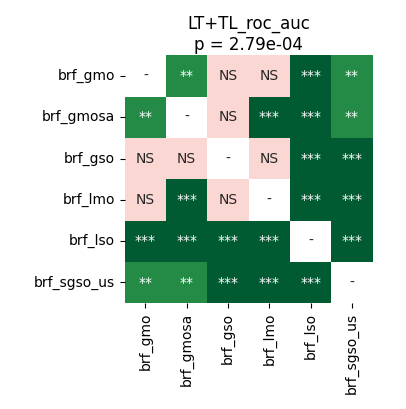 LT+TL_roc_auc
p = 2.79e-04
brf_gmo - ** NS NS *** **
brf_gmosa ** - NS *** *** **
brf_gso NS NS - NS *** ***
brf_lmo NS *** NS - *** ***
brf_lso *** *** *** *** - ***
brf_sgso_us ** ** *** *** *** -
brf_gmo brf_gmosa brf_gso brf_lmo brf_lso brf_sgso_us